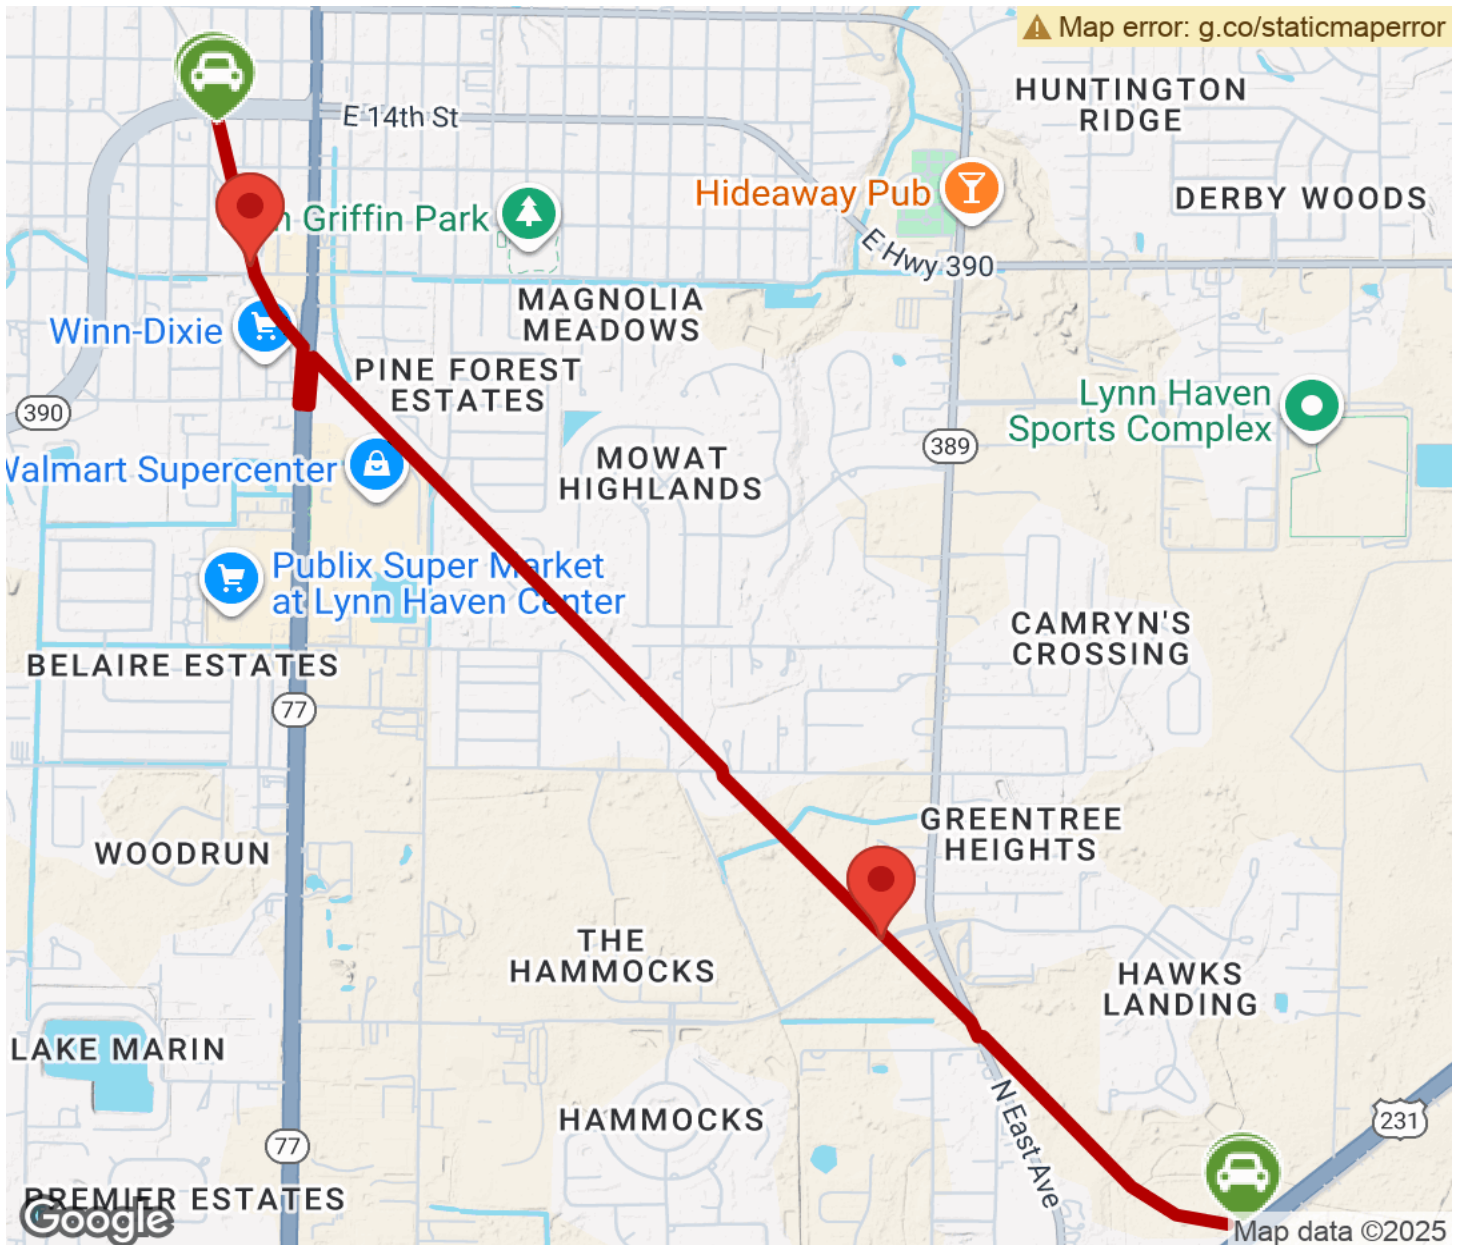 Map error: g.co/staticmaperror
HUNTINGTON
RIDGE
E 14th St
DERBY WOODS
Hideaway Pub
n Griffin Park
E Hwy 390
MAGNOLIA
MEADOWS
Winn-Dixie
PINE FOREST
ESTATES
390
Lynn Haven
Sports Complex
389
MOWAT
HIGHLANDS
Walmart Supercenter
Publix Super Market
at Lynn Haven Center
CAMRYN'S
CROSSING
BELAIRE ESTATES
77
GREENTREE
HEIGHTS
WOODRUN
THE
HAMMOCKS
HAWKS
LANDING
LAKE MARIN
N East Ave
HAMMOCKS
231
77
PREMIER ESTATES
Google
Map data ©2025